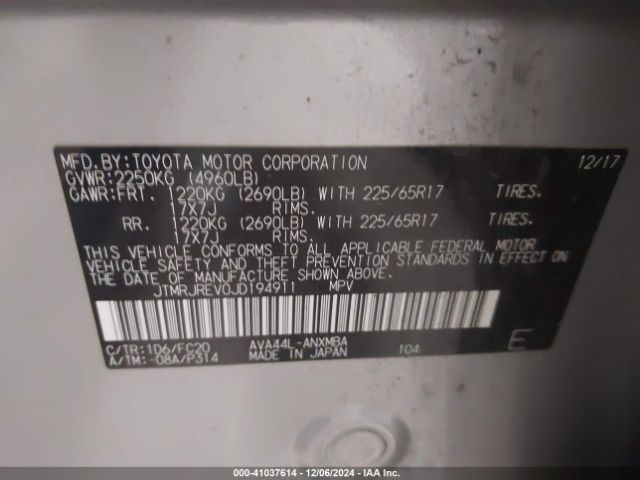 MFD.BY:TOYOTA MOTOR CORPORATION 12/17
GVWR:2250KG (4960LB)
GAWR:FRT. 1220KG (2690LB) WITH 225/65R17 TIRES.
17X7J RIMS.
RR. 1220KG (2690LB) WITH 225/65R17 TIRES.
17X7J RIMS.
THIS VEHICLE CONFORMS TO ALL APPLICABLE FEDERAL MOTOR
VEHICLE SAFETY AND THEFT PREVENTION STANDARDS IN EFFECT ON
THE DATE OF MANUFACTURE SHOWN ABOVE.
JTMRJREV0JD194911 MPV
C/TR:1D6/FC20 AVA44L-ANXMBA 104 E
A/TM:-08A/P314 MADE IN JAPAN
000-41037614 - 12/06/2024 - IAA Inc.